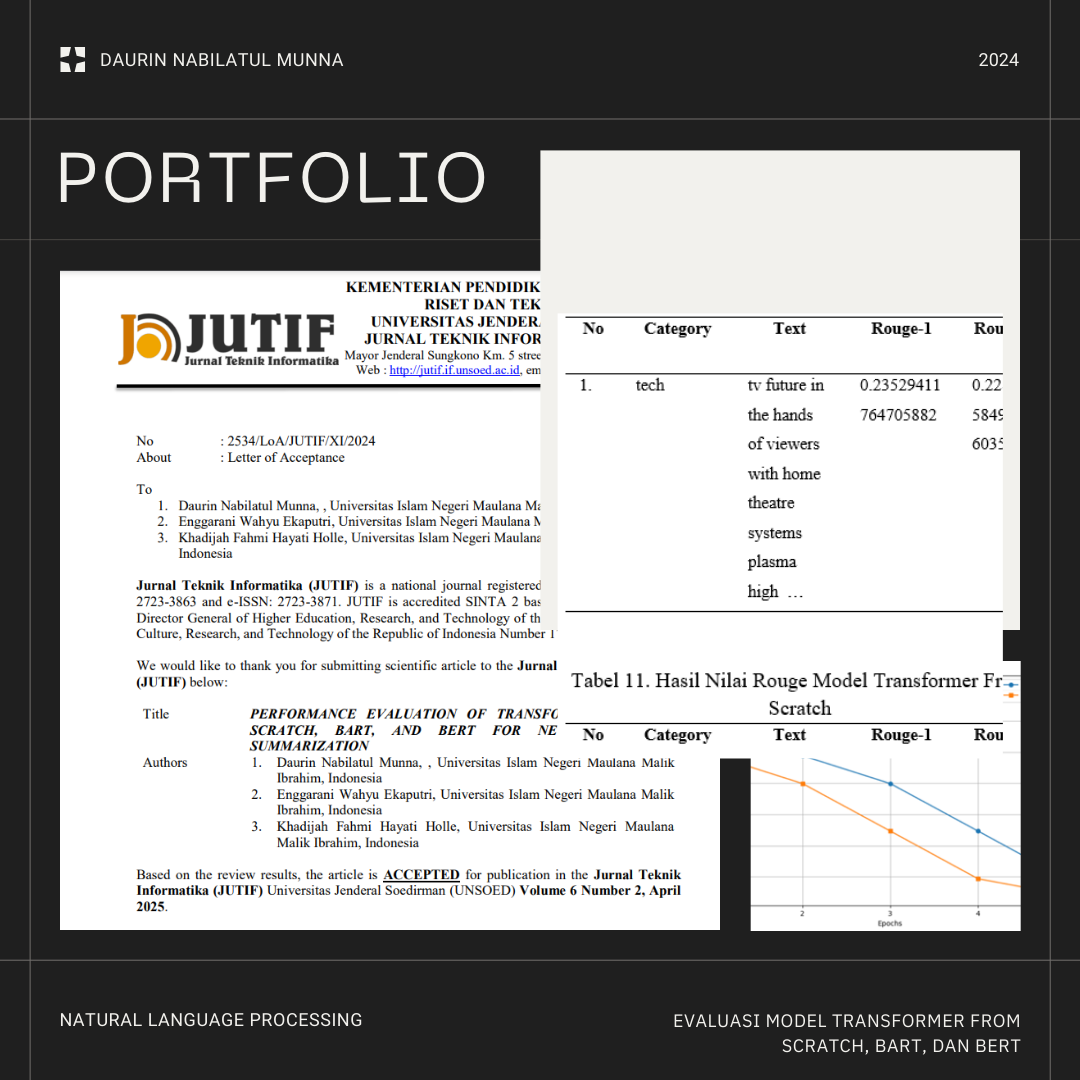 DAURIN NABILATUL MUNNA
2024
PORTFOLIO
KEMENTERIAN PENDIDIK
RISET DAN TEK
UNIVERSITAS JENDERA
JURNAL TEKNIK INFOR
Mayor Jenderal Sungkono Km. 5 stree
Web : http://jutif.if.unsoed.ac.id, em
JUTIF
Jurnal Teknik Informatika
No : 2534/LoA/JUTIF/XI/2024
About : Letter of Acceptance
To
1. Daurin Nabilatul Munna, , Universitas Islam Negeri Maulana Ma
2. Enggarani Wahyu Ekaputri, Universitas Islam Negeri Maulana M
3. Khadijah Fahmi Hayati Holle, Universitas Islam Negeri Maulana
Indonesia
Jurnal Teknik Informatika (JUTIF) is a national journal registered
2723-3863 and e-ISSN: 2723-3871. JUTIF is accredited SINTA 2 bas
Director General of Higher Education, Research, and Technology of th
Culture, Research, and Technology of the Republic of Indonesia Number 1
We would like to thank you for submitting scientific article to the Jurnal
(JUTIF) below:
Title PERFORMANCE EVALUATION OF TRANSFO
SCRATCH, BART, AND BERT FOR NE
SUMMARIZATION
Authors 1. Daurin Nabilatul Munna, , Universitas Islam Negeri Maulana Malik
Ibrahim, Indonesia
2. Enggarani Wahyu Ekaputri, Universitas Islam Negeri Maulana Malik
Ibrahim, Indonesia
3. Khadijah Fahmi Hayati Holle, Universitas Islam Negeri Maulana
Malik Ibrahim, Indonesia
Based on the review results, the article is ACCEPTED for publication in the Jurnal Teknik
Informatika (JUTIF) Universitas Jenderal Soedirman (UNSOED) Volume 6 Number 2, April
2025.
No Category Text Rouge-1 Rou
1. tech tv future in 0.23529411 0.22
the hands 764705882 5849
of viewers 6035
with home
theatre
systems
plasma
high …
Tabel 11. Hasil Nilai Rouge Model Transformer Fr
Scratch
No Category Text Rouge-1 Rou
2 3 4
Epochs
NATURAL LANGUAGE PROCESSING
EVALUASI MODEL TRANSFORMER FROM
SCRATCH, BART, DAN BERT